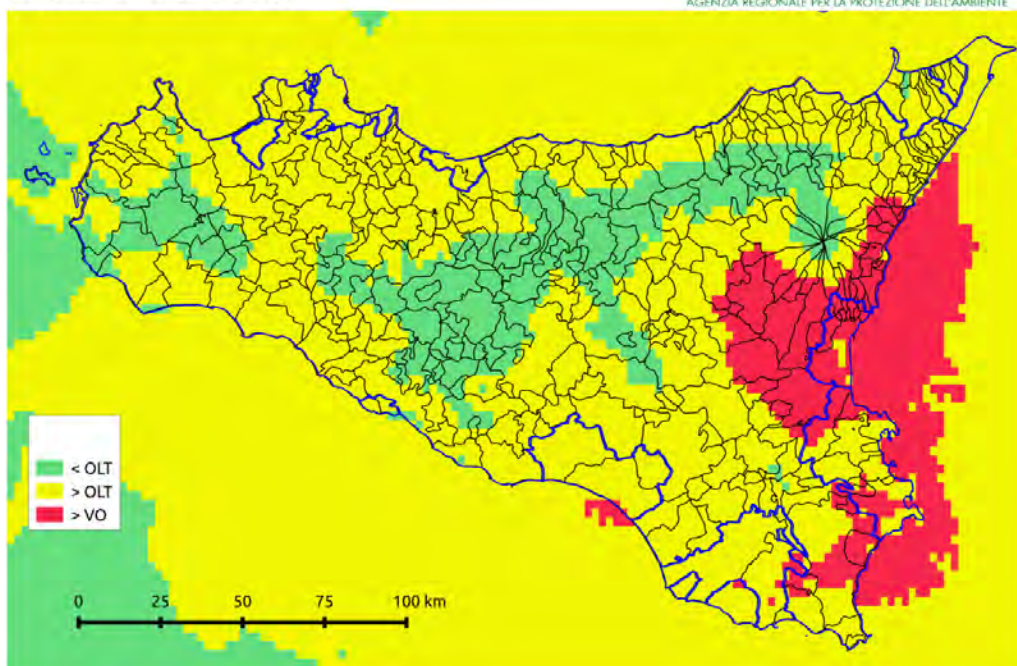 AGENZIA REGIONALE PER LA PROTEZIONE DELL'AMBIENTE
< OLT
> OLT
> VO
0 25 50 75 100 km